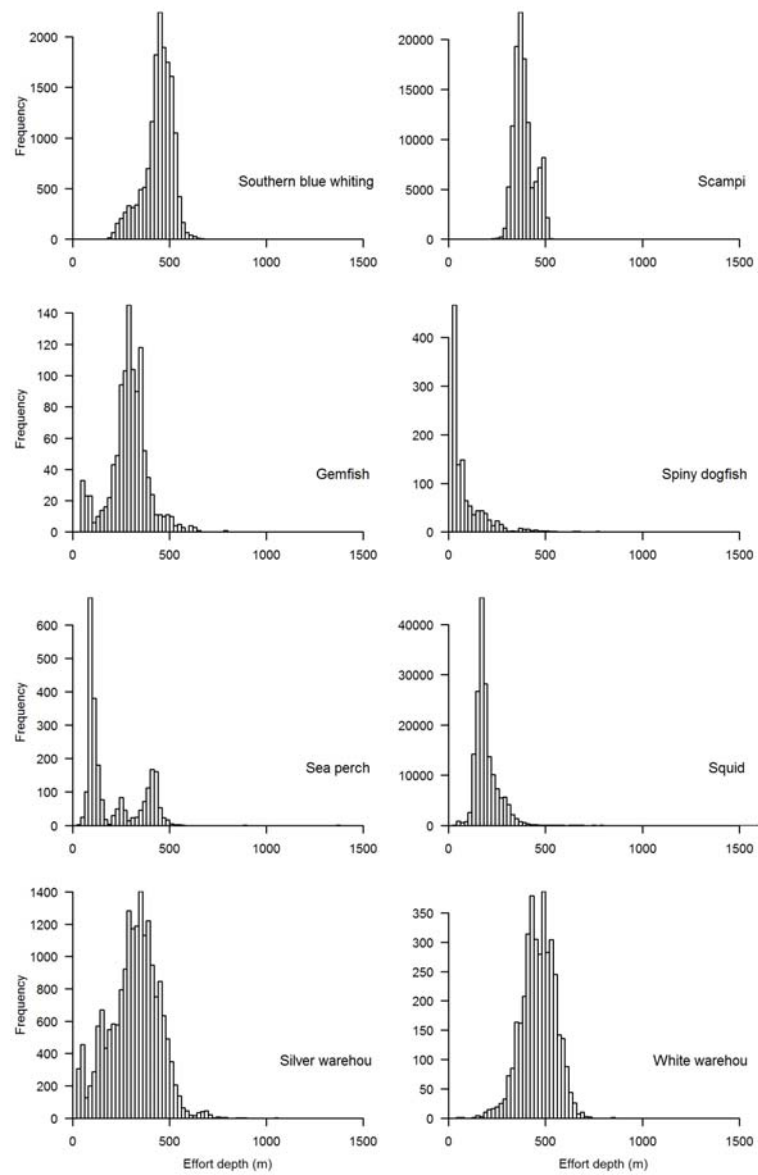 2000
1500
1000
500
0
Frequency
Southern blue whiting
0 500 1000 1500
20000
15000
10000
5000
0
Scampi
0 500 1000 1500
140
120
100
80
60
40
20
0
Frequency
Gemfish
0 500 1000 1500
400
300
200
100
0
Spiny dogfish
0 500 1000 1500
600
500
400
300
200
100
0
Frequency
Sea perch
0 500 1000 1500
40000
30000
20000
10000
0
Squid
0 500 1000 1500
1400
1200
1000
800
600
400
200
0
Frequency
Silver warehou
0 500 1000 1500
Effort depth (m)
350
300
250
200
150
100
50
0
White warehou
0 500 1000 1500
Effort depth (m)